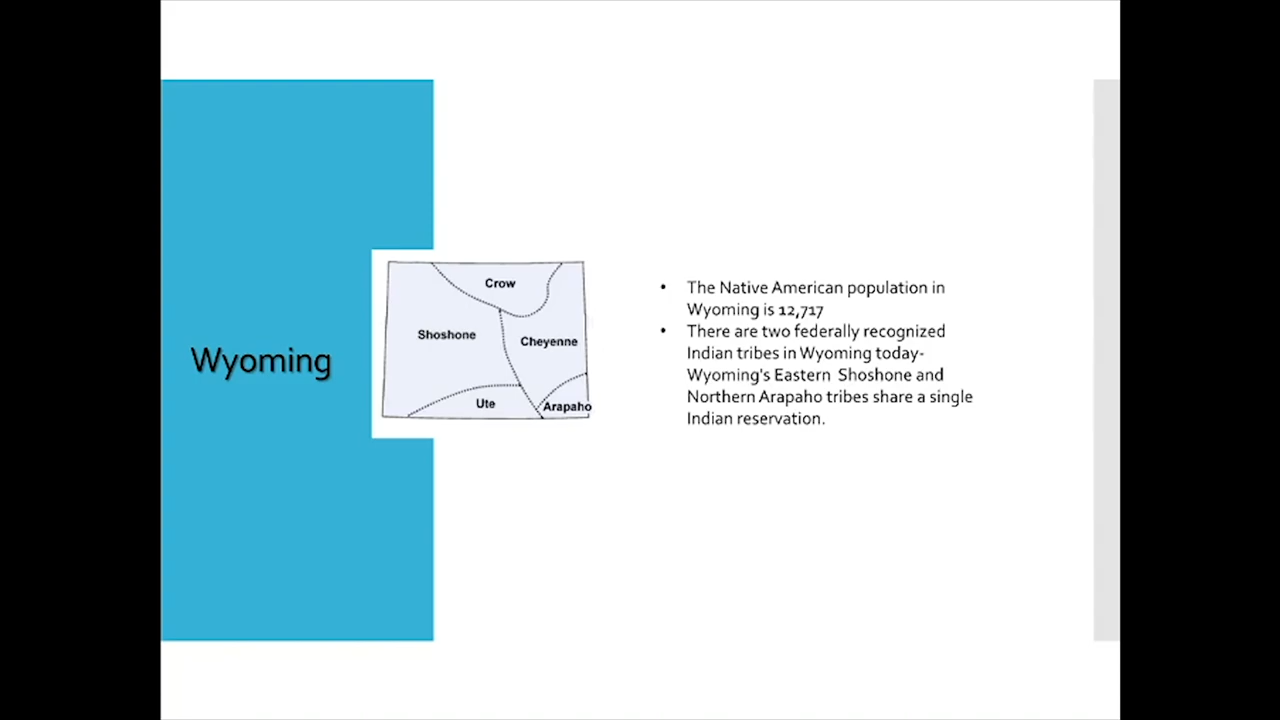 Wyoming
Crow
Shoshone
Cheyenne
Ute
Arapaho
• The Native American population in
Wyoming is 12,717
• There are two federally recognized
Indian tribes in Wyoming today-
Wyoming's Eastern Shoshone and
Northern Arapaho tribes share a single
Indian reservation.